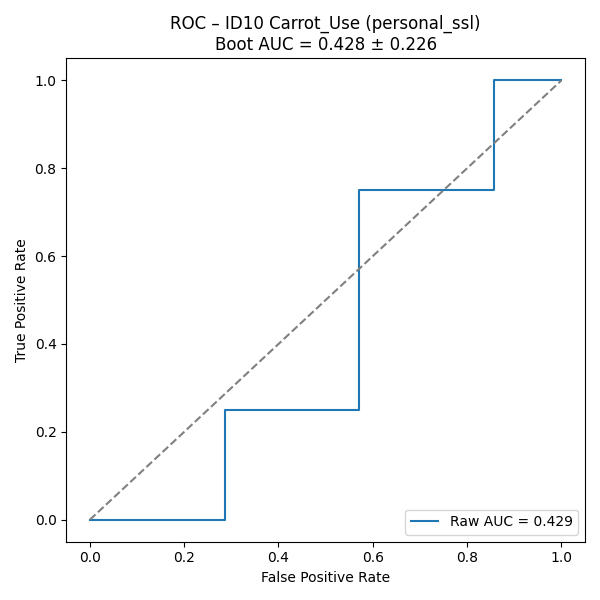 ROC – ID10 Carrot_Use (personal_ssl)
Boot AUC = 0.428 ± 0.226
1.0
0.8
0.6
0.4
0.2
0.0
True Positive Rate
Raw AUC = 0.429
0.0 0.2 0.4 0.6 0.8 1.0
False Positive Rate